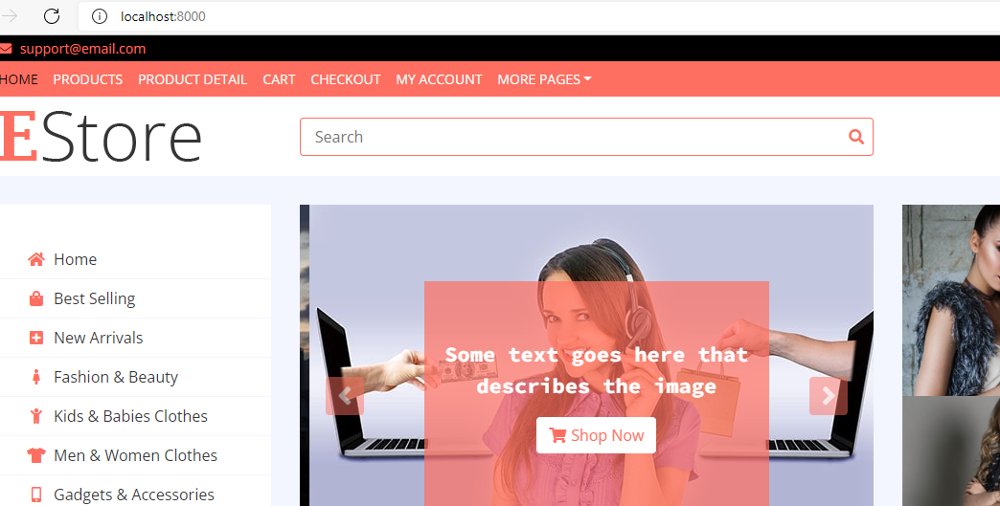 localhost:8000
support@email.com
HOME PRODUCTS PRODUCT DETAIL CART CHECKOUT MY ACCOUNT MORE PAGES
EStore
Search
Home
Best Selling
New Arrivals
Fashion & Beauty
Kids & Babies Clothes
Men & Women Clothes
Gadgets & Accessories
Some text goes here that
describes the image
Shop Now